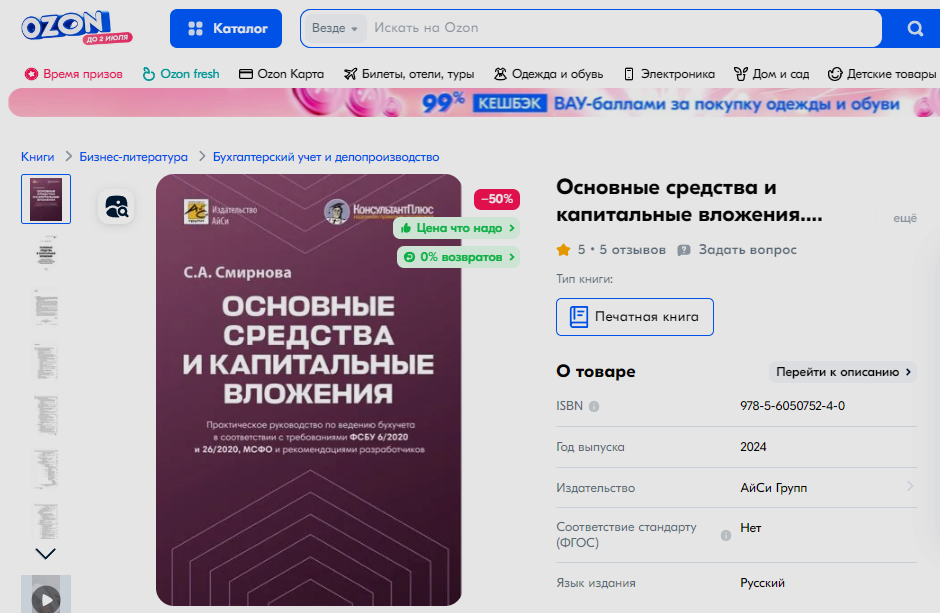 OZON
до 2 июля
Каталог
Везде
Искать на Ozon
Время призов
Ozon fresh
Ozon Карта
Билеты, отели, туры
Одежда и обувь
Электроника
Дом и сад
Детские товары
99% КЕШБЭК ВАУ-баллами за покупку одежды и обуви
Книги
Бизнес-литература
Бухгалтерский учет и делопроизводство
Издательство
АйСи
КонсультантПлюс
–50%
Цена что надо
0% возвратов
С.А. Смирнова
ОСНОВНЫЕ
СРЕДСТВА
И КАПИТАЛЬНЫЕ
ВЛОЖЕНИЯ
Практическое руководство по ведению бухучета
в соответствии с требованиями ФСБУ 6/2020
и 26/2020, МСФО и рекомендациями разработчиков
Основные средства и
капитальные вложения....
ещё
5 • 5 отзывов
Задать вопрос
Тип книги:
Печатная книга
О товаре
Перейти к описанию
ISBN
978-5-6050752-4-0
Год выпуска
2024
Издательство
АйСи Групп
Соответствие стандарту
(ФГОС)
Нет
Язык издания
Русский